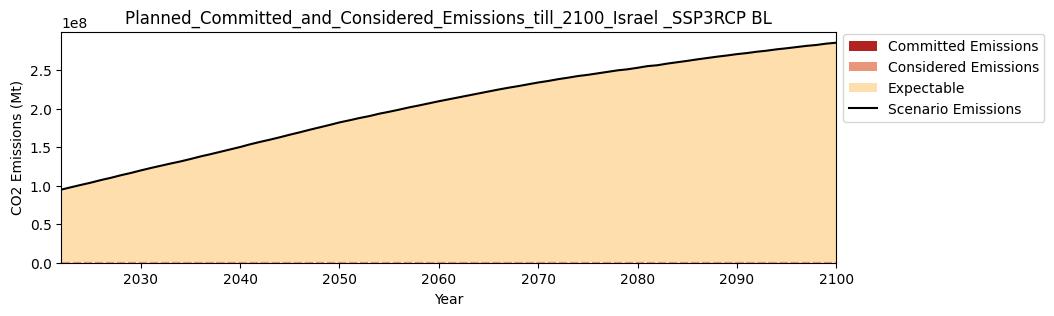 Planned_Committed_and_Considered_Emissions_till_2100_Israel _SSP3RCP BL
1e8
CO2 Emissions (Mt)
2.5
2.0
1.5
1.0
0.5
0.0
2030 2040 2050 2060 2070 2080 2090 2100
Year
Committed Emissions
Considered Emissions
Expectable
Scenario Emissions